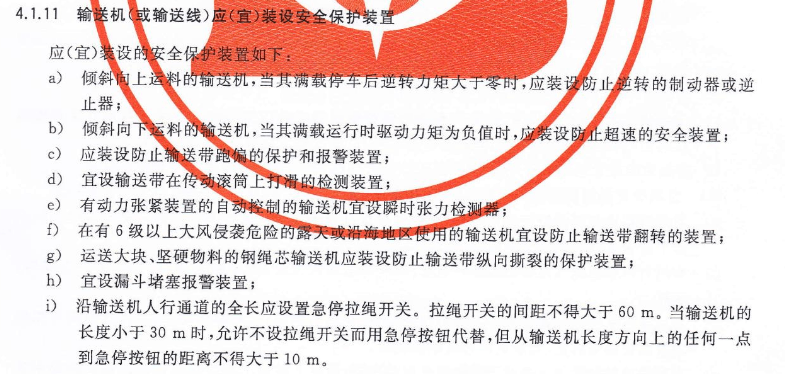 4.1.11 输送机(或输送线)应(宜)装设安全保护装置
应(宜)装设的安全保护装置如下:
a) 倾斜向上运料的输送机,当其满载停车后逆转力矩大于零时,应装设防止逆转的制动器或逆
止器;
b) 倾斜向下运料的输送机,当其满载运行时驱动力矩为负值时,应装设防止超速的安全装置;
c) 应装设防止输送带跑偏的保护和报警装置;
d) 宜设输送带在传动滚筒上打滑的检测装置;
e) 有动力张紧装置的自动控制的输送机宜设瞬时张力检测器;
f) 在有 6 级以上大风侵袭危险的露天或沿海地区使用的输送机宜设防止输送带翻转的装置;
g) 运送大块、坚硬物料的钢绳芯输送机应装设防止输送带纵向撕裂的保护装置;
h) 宜设漏斗堵塞报警装置;
i) 沿输送机人行通道的全长应设置急停拉绳开关。拉绳开关的间距不得大于 60 m。当输送机的
长度小于 30 m 时,允许不设拉绳开关而用急停按钮代替,但从输送机长度方向上的任何一点
到急停按钮的距离不得大于 10 m。